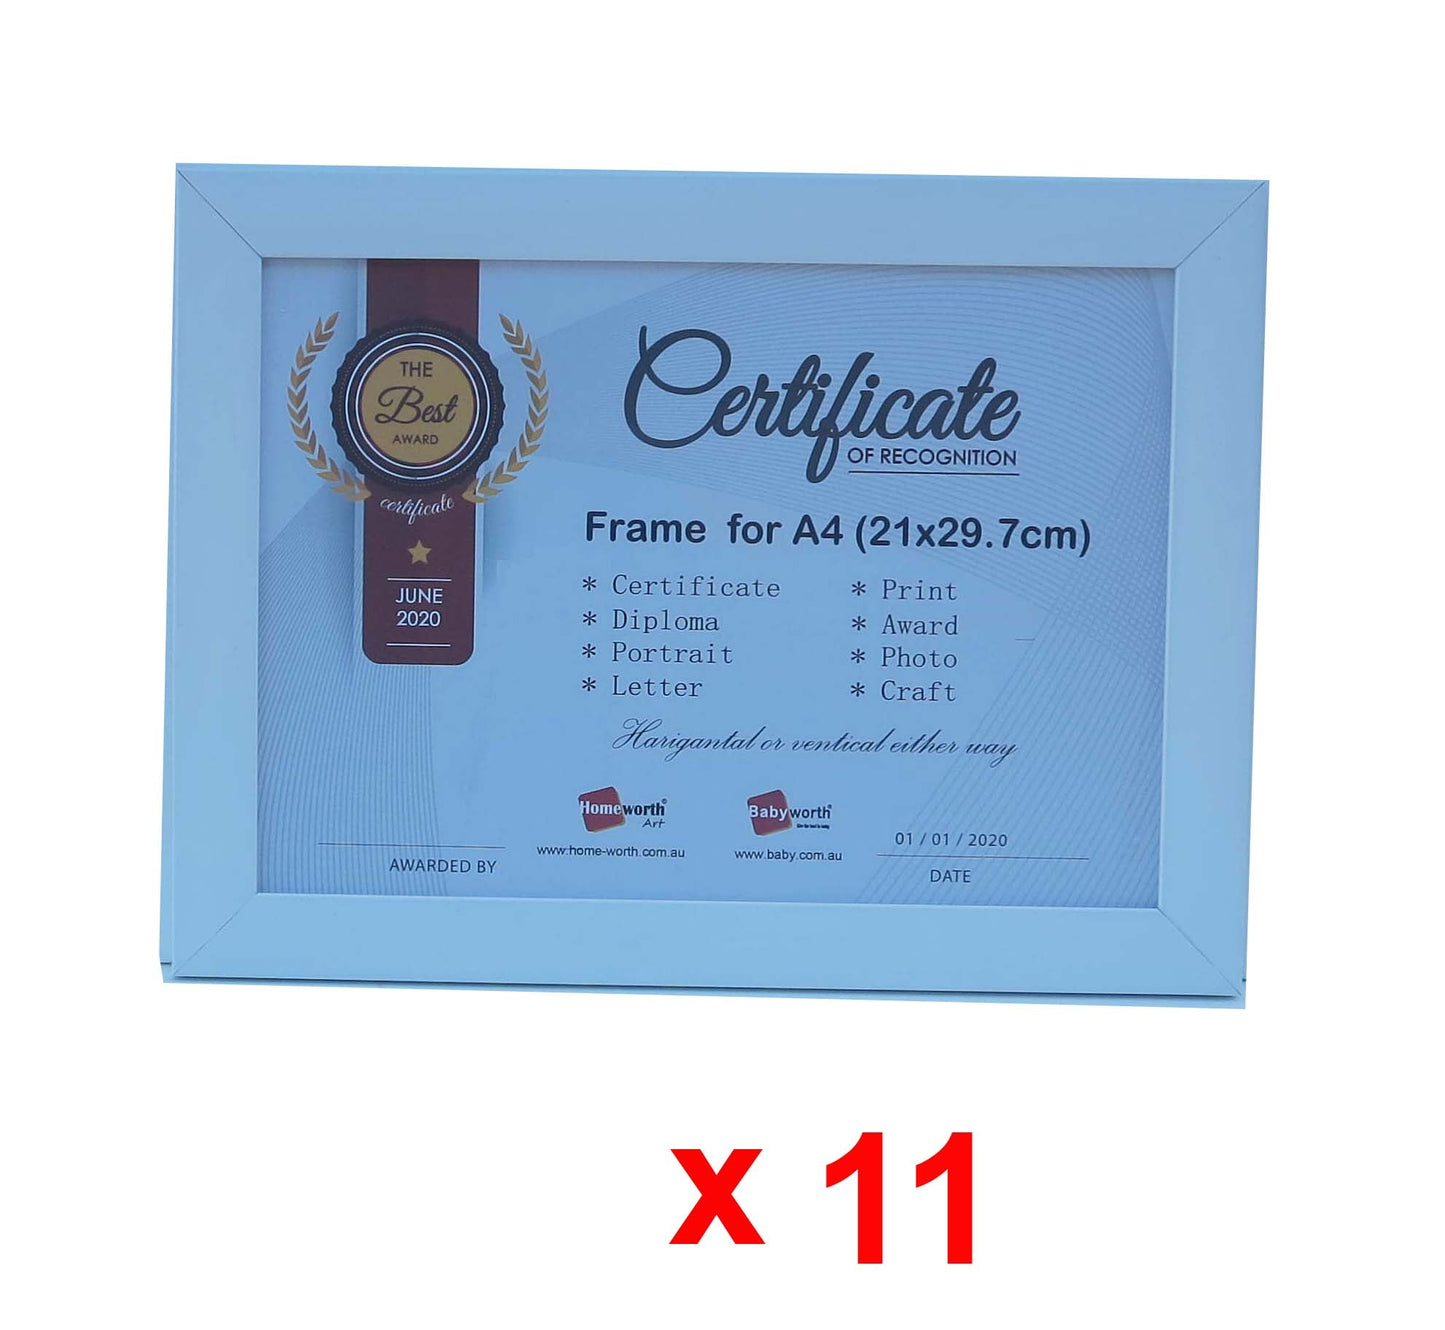 THE
Best
AWARD
certificate
JUNE
2020
Certificate
OF RECOGNITION
Frame for A4 (21x29.7cm)
* Certificate
* Diploma
* Portrait
* Letter
* Print
* Award
* Photo
* Craft
Harigantal or ventical either way
Homeworth®
Art
www.home-worth.com.au
Babyworth®
www.baby.com.au
AWARDED BY
01 / 01 / 2020
DATE
x 11